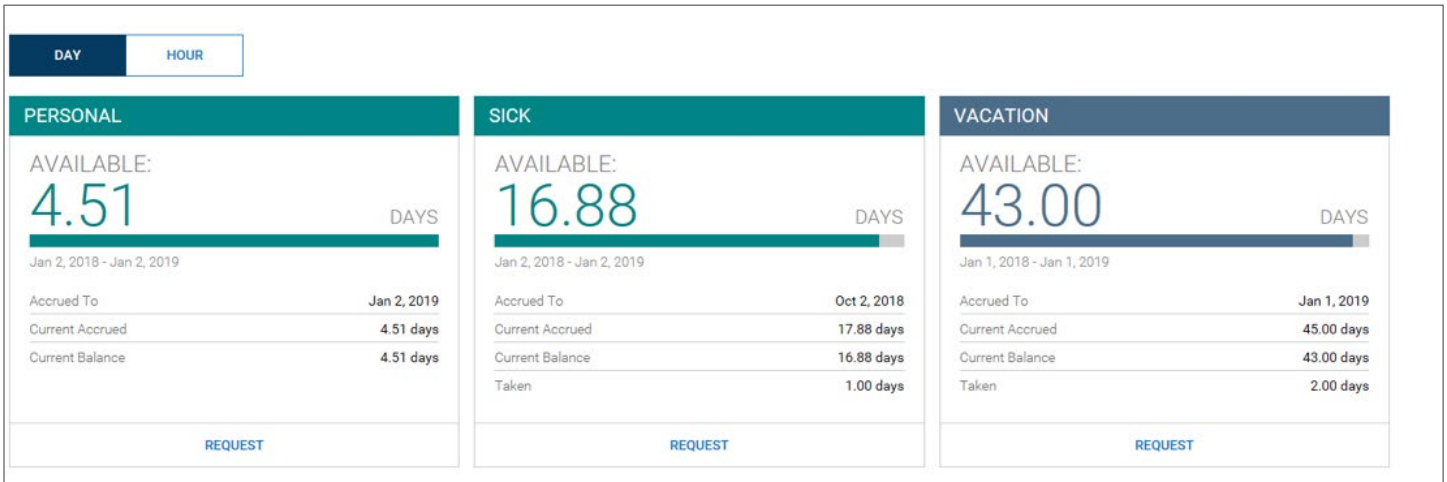 DAY HOUR
PERSONAL
AVAILABLE:
4.51 DAYS
Jan 2, 2018 - Jan 2, 2019
Accrued To Jan 2, 2019
Current Accrued 4.51 days
Current Balance 4.51 days
REQUEST
SICK
AVAILABLE:
16.88 DAYS
Jan 2, 2018 - Jan 2, 2019
Accrued To Oct 2, 2018
Current Accrued 17.88 days
Current Balance 16.88 days
Taken 1.00 days
REQUEST
VACATION
AVAILABLE:
43.00 DAYS
Jan 1, 2018 - Jan 1, 2019
Accrued To Jan 1, 2019
Current Accrued 45.00 days
Current Balance 43.00 days
Taken 2.00 days
REQUEST